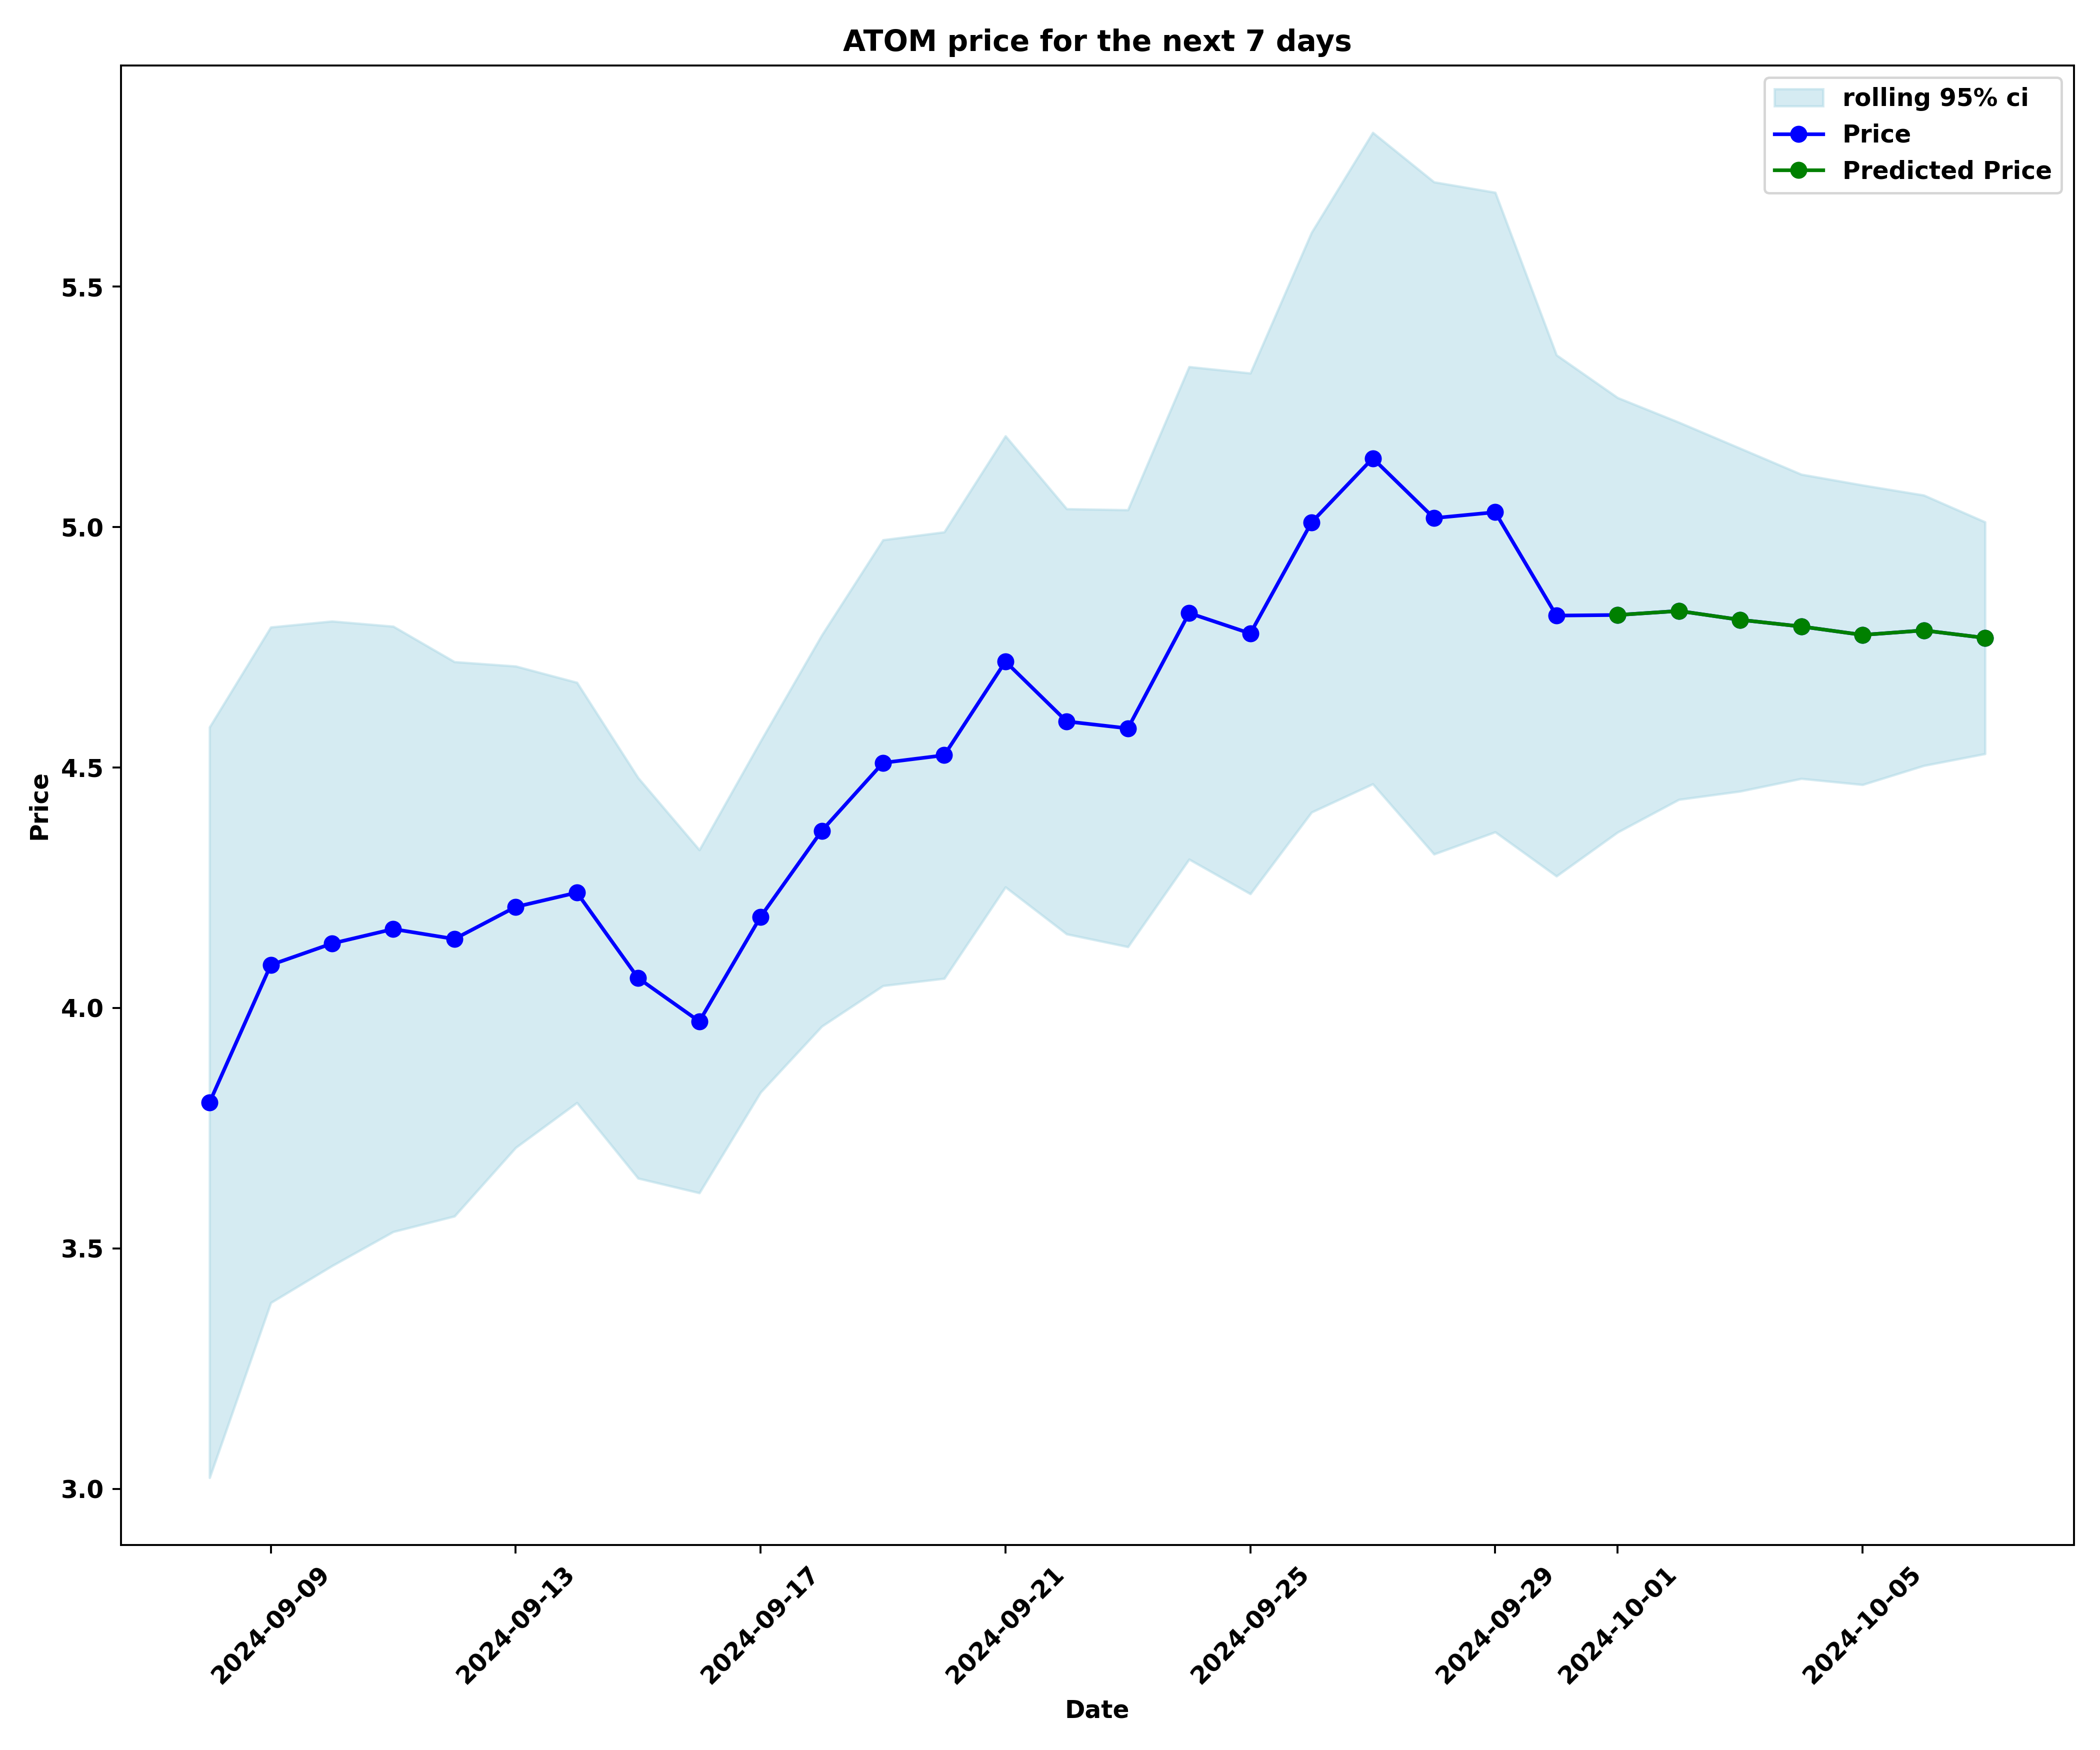 ATOM price for the next 7 days
rolling 95% ci
Price
Predicted Price
5.5
5.0
4.5
4.0
3.5
3.0
Price
2024-09-09
2024-09-13
2024-09-17
2024-09-21
2024-09-25
2024-09-29
2024-10-01
2024-10-05
Date